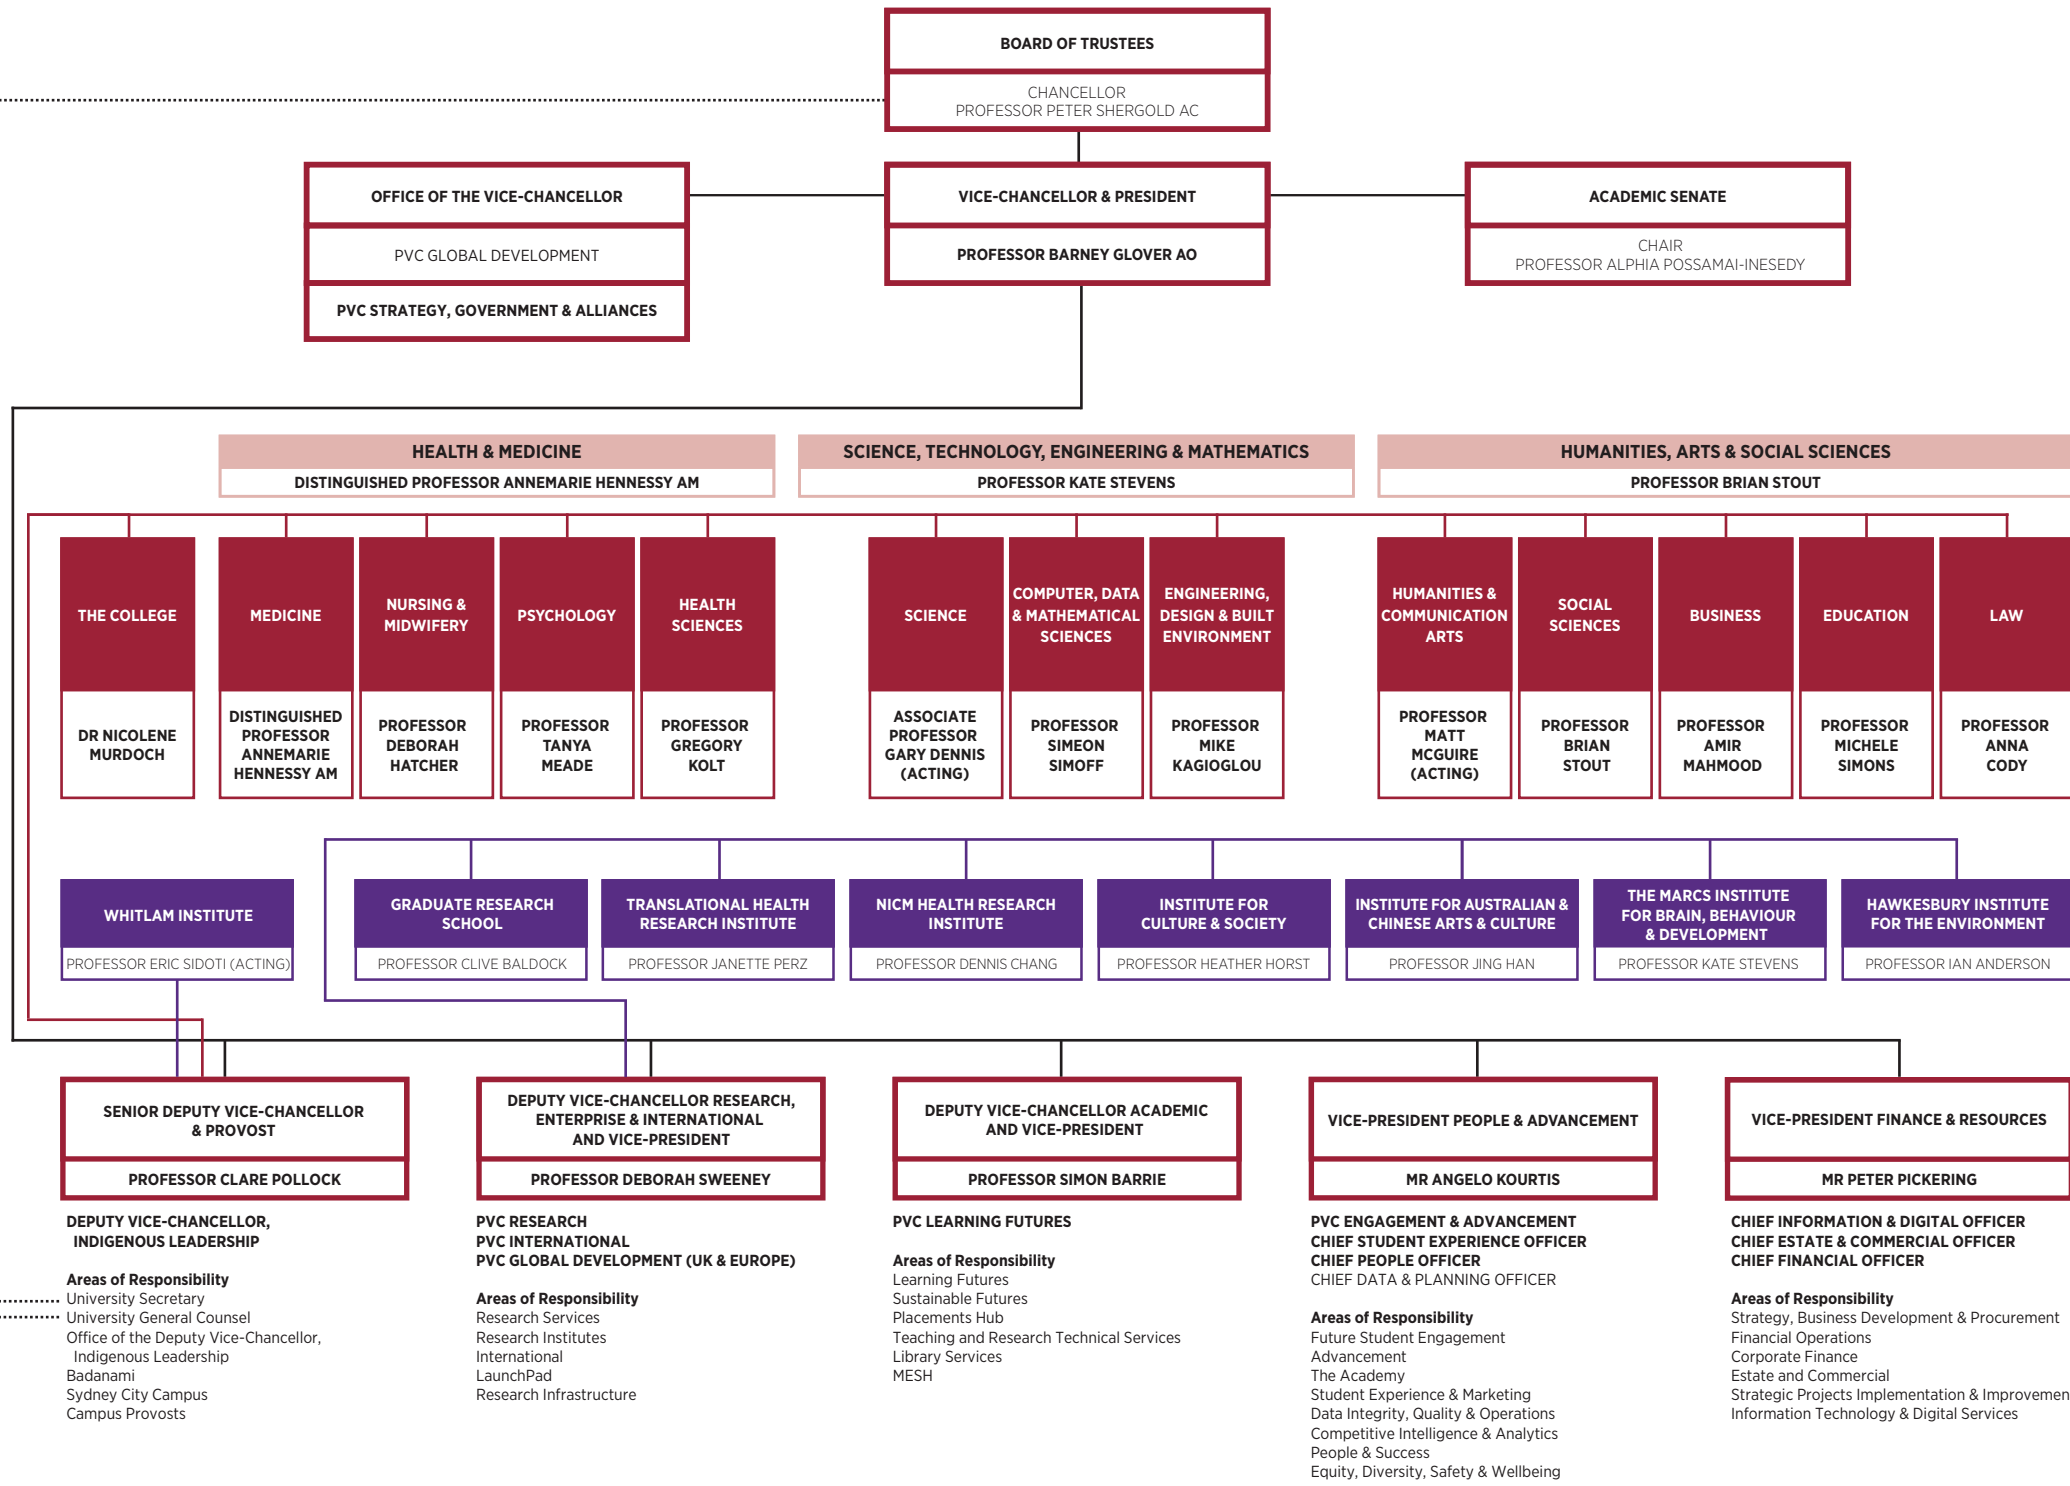 BOARD OF TRUSTEES
CHANCELLOR
PROFESSOR PETER SHERGOLD AC
OFFICE OF THE VICE-CHANCELLOR
PVC GLOBAL DEVELOPMENT
PVC STRATEGY, GOVERNMENT & ALLIANCES
VICE-CHANCELLOR & PRESIDENT
PROFESSOR BARNEY GLOVER AO
ACADEMIC SENATE
CHAIR
PROFESSOR ALPHIA POSSAMAI-INESEDY
HEALTH & MEDICINE
DISTINGUISHED PROFESSOR ANNEMARIE HENNESSY AM
SCIENCE, TECHNOLOGY, ENGINEERING & MATHEMATICS
PROFESSOR KATE STEVENS
HUMANITIES, ARTS & SOCIAL SCIENCES
PROFESSOR BRIAN STOUT
THE COLLEGE
DR NICOLENE
MURDOCH
MEDICINE
DISTINGUISHED
PROFESSOR
ANNEMARIE
HENNESSY AM
NURSING &
MIDWIFERY
PROFESSOR
DEBORAH
HATCHER
PSYCHOLOGY
PROFESSOR
TANYA
MEADE
HEALTH
SCIENCES
PROFESSOR
GREGORY
KOLT
SCIENCE
ASSOCIATE
PROFESSOR
GARY DENNIS
(ACTING)
COMPUTER, DATA
& MATHEMATICAL
SCIENCES
PROFESSOR
SIMEON
SIMOFF
ENGINEERING,
DESIGN & BUILT
ENVIRONMENT
PROFESSOR
MIKE
KAGIOGLOU
HUMANITIES &
COMMUNICATION
ARTS
PROFESSOR
MATT
MCGUIRE
(ACTING)
SOCIAL
SCIENCES
PROFESSOR
BRIAN
STOUT
BUSINESS
PROFESSOR
AMIR
MAHMOOD
EDUCATION
PROFESSOR
MICHELE
SIMONS
LAW
PROFESSOR
ANNA
CODY
WHITLAM INSTITUTE
PROFESSOR ERIC SIDOTI (ACTING)
GRADUATE RESEARCH
SCHOOL
PROFESSOR CLIVE BALDOCK
TRANSLATIONAL HEALTH
RESEARCH INSTITUTE
PROFESSOR JANETTE PERZ
NICM HEALTH RESEARCH
INSTITUTE
PROFESSOR DENNIS CHANG
INSTITUTE FOR
CULTURE & SOCIETY
PROFESSOR HEATHER HORST
INSTITUTE FOR AUSTRALIAN &
CHINESE ARTS & CULTURE
PROFESSOR JING HAN
THE MARCS INSTITUTE
FOR BRAIN, BEHAVIOUR
& DEVELOPMENT
PROFESSOR KATE STEVENS
HAWKESBURY INSTITUTE
FOR THE ENVIRONMENT
PROFESSOR IAN ANDERSON
SENIOR DEPUTY VICE-CHANCELLOR
& PROVOST
PROFESSOR CLARE POLLOCK
DEPUTY VICE-CHANCELLOR,
INDIGENOUS LEADERSHIP
Areas of Responsibility
University Secretary
University General Counsel
Office of the Deputy Vice-Chancellor,
Indigenous Leadership
Badanami
Sydney City Campus
Campus Provosts
DEPUTY VICE-CHANCELLOR RESEARCH,
ENTERPRISE & INTERNATIONAL
AND VICE-PRESIDENT
PROFESSOR DEBORAH SWEENEY
PVC RESEARCH
PVC INTERNATIONAL
PVC GLOBAL DEVELOPMENT (UK & EUROPE)
Areas of Responsibility
Research Services
Research Institutes
International
LaunchPad
Research Infrastructure
DEPUTY VICE-CHANCELLOR ACADEMIC
AND VICE-PRESIDENT
PROFESSOR SIMON BARRIE
PVC LEARNING FUTURES
Areas of Responsibility
Learning Futures
Sustainable Futures
Placements Hub
Teaching and Research Technical Services
Library Services
MESH
VICE-PRESIDENT PEOPLE & ADVANCEMENT
MR ANGELO KOURTIS
PVC ENGAGEMENT & ADVANCEMENT
CHIEF STUDENT EXPERIENCE OFFICER
CHIEF PEOPLE OFFICER
CHIEF DATA & PLANNING OFFICER
Areas of Responsibility
Future Student Engagement
Advancement
The Academy
Student Experience & Marketing
Data Integrity, Quality & Operations
Competitive Intelligence & Analytics
People & Success
Equity, Diversity, Safety & Wellbeing
VICE-PRESIDENT FINANCE & RESOURCES
MR PETER PICKERING
CHIEF INFORMATION & DIGITAL OFFICER
CHIEF ESTATE & COMMERCIAL OFFICER
CHIEF FINANCIAL OFFICER
Areas of Responsibility
Strategy, Business Development & Procurement
Financial Operations
Corporate Finance
Estate and Commercial
Strategic Projects Implementation & Improvemen
Information Technology & Digital Services